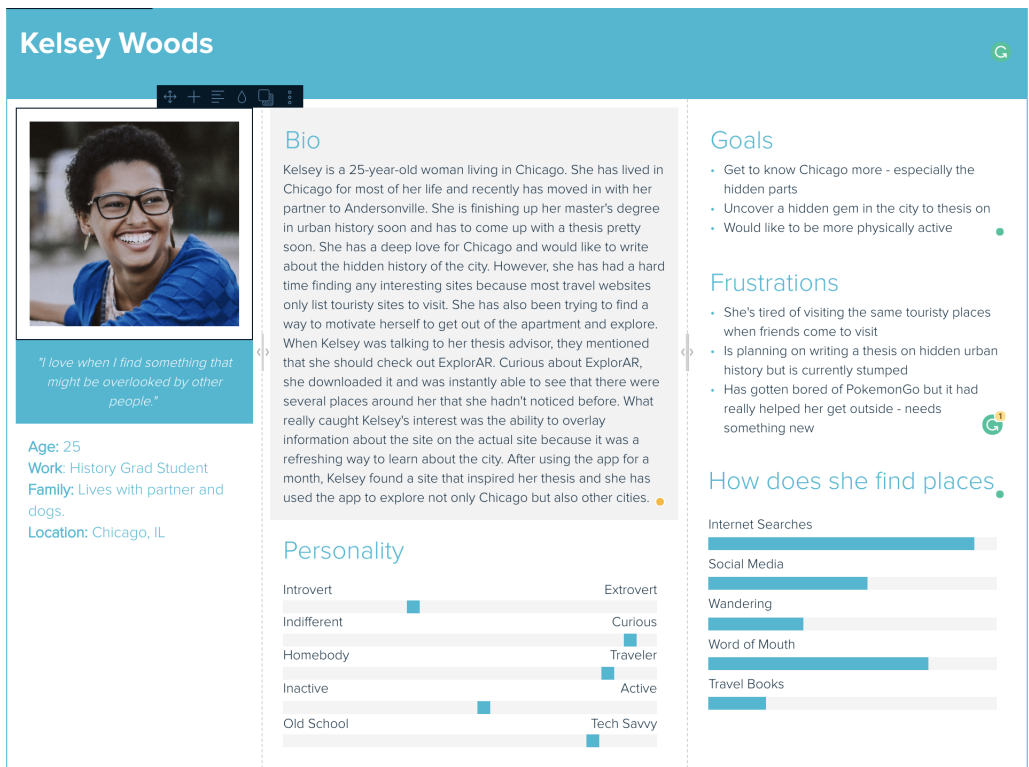 Kelsey Woods
"I love when I find something that
might be overlooked by other
people."
Age: 25
Work: History Grad Student
Family: Lives with partner and
dogs.
Location: Chicago, IL
Bio
Kelsey is a 25-year-old woman living in Chicago. She has lived in
Chicago for most of her life and recently has moved in with her
partner to Andersonville. She is finishing up her master's degree
in urban history soon and has to come up with a thesis pretty
soon. She has a deep love for Chicago and would like to write
about the hidden history of the city. However, she has had a hard
time finding any interesting sites because most travel websites
only list touristy sites to visit. She has also been trying to find a
way to motivate herself to get out of the apartment and explore.
When Kelsey was talking to her thesis advisor, they mentioned
that she should check out ExplorAR. Curious about ExplorAR,
she downloaded it and was instantly able to see that there were
several places around her that she hadn't noticed before. What
really caught Kelsey's interest was the ability to overlay
information about the site on the actual site because it was a
refreshing way to learn about the city. After using the app for a
month, Kelsey found a site that inspired her thesis and she has
used the app to explore not only Chicago but also other cities.
Personality
Introvert Extrovert
Indifferent Curious
Homebody Traveler
Inactive Active
Old School Tech Savvy
Goals
• Get to know Chicago more - especially the
hidden parts
• Uncover a hidden gem in the city to thesis on
• Would like to be more physically active
Frustrations
• She's tired of visiting the same touristy places
when friends come to visit
• Is planning on writing a thesis on hidden urban
history but is currently stumped
• Has gotten bored of PokemonGo but it had
really helped her get outside - needs
something new
1
How does she find places
Internet Searches
Social Media
Wandering
Word of Mouth
Travel Books